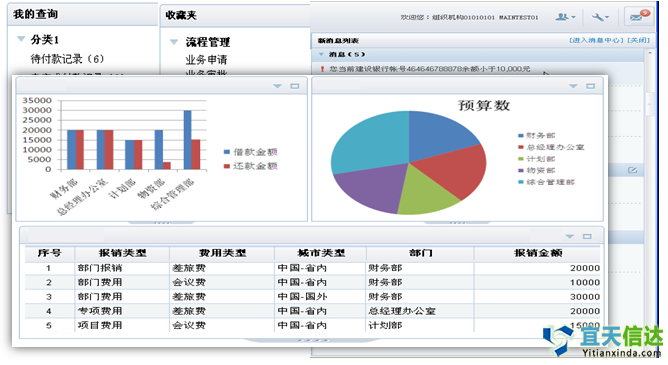 我的查询
分类1
待付款记录（6）
收藏夹
流程管理
业务申请
业务审批
欢迎您：组织机构01010101 MAINTEST01
新消息列表
[进入消息中心] [关闭]
消息（5）
您当前建设银行帐号464646788878余额小于10,000元
35000
30000
25000
20000
15000
10000
5000
0
财务部
总经理办公室
计划部
物资部
综合管理部
借款金额
还款金额
预算数
财务部
总经理办公室
计划部
物资部
综合管理部
序号 报销类型 费用类型 城市类型 部门 报销金额
1 部门报销 差旅费 中国-省内 财务部 20000
2 部门费用 会议费 中国-省内 财务部 10000
3 部门费用 差旅费 中国-国外 财务部 30000
4 专项费用 差旅费 中国-省内 总经理办公室 20000
5 项目费用 会议费 中国-省内 计划部 15000
宜天信达
Yitianxinda.com